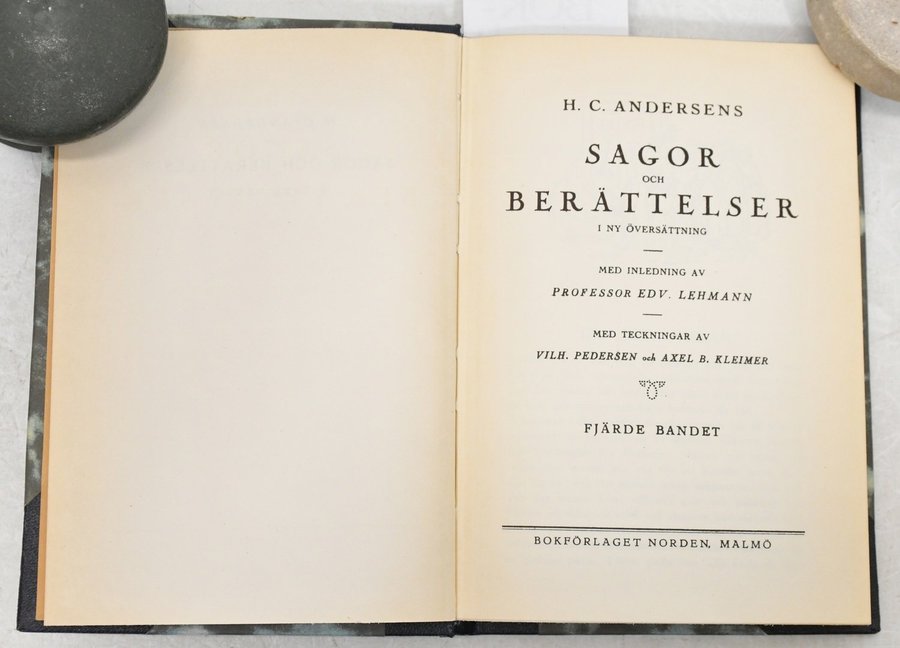 H. C. ANDERSENS
SAGOR
OCH
BERÄTTELSER
I NY ÖVERSÄTTNING
MED INLEDNING AV
PROFESSOR EDV. LEHMANN
MED TECKNINGAR AV
VILH. PEDERSEN och AXEL B. KLEIMER
FJÄRDE BANDET
BOKFÖRLAGET NORDEN, MALMÖ